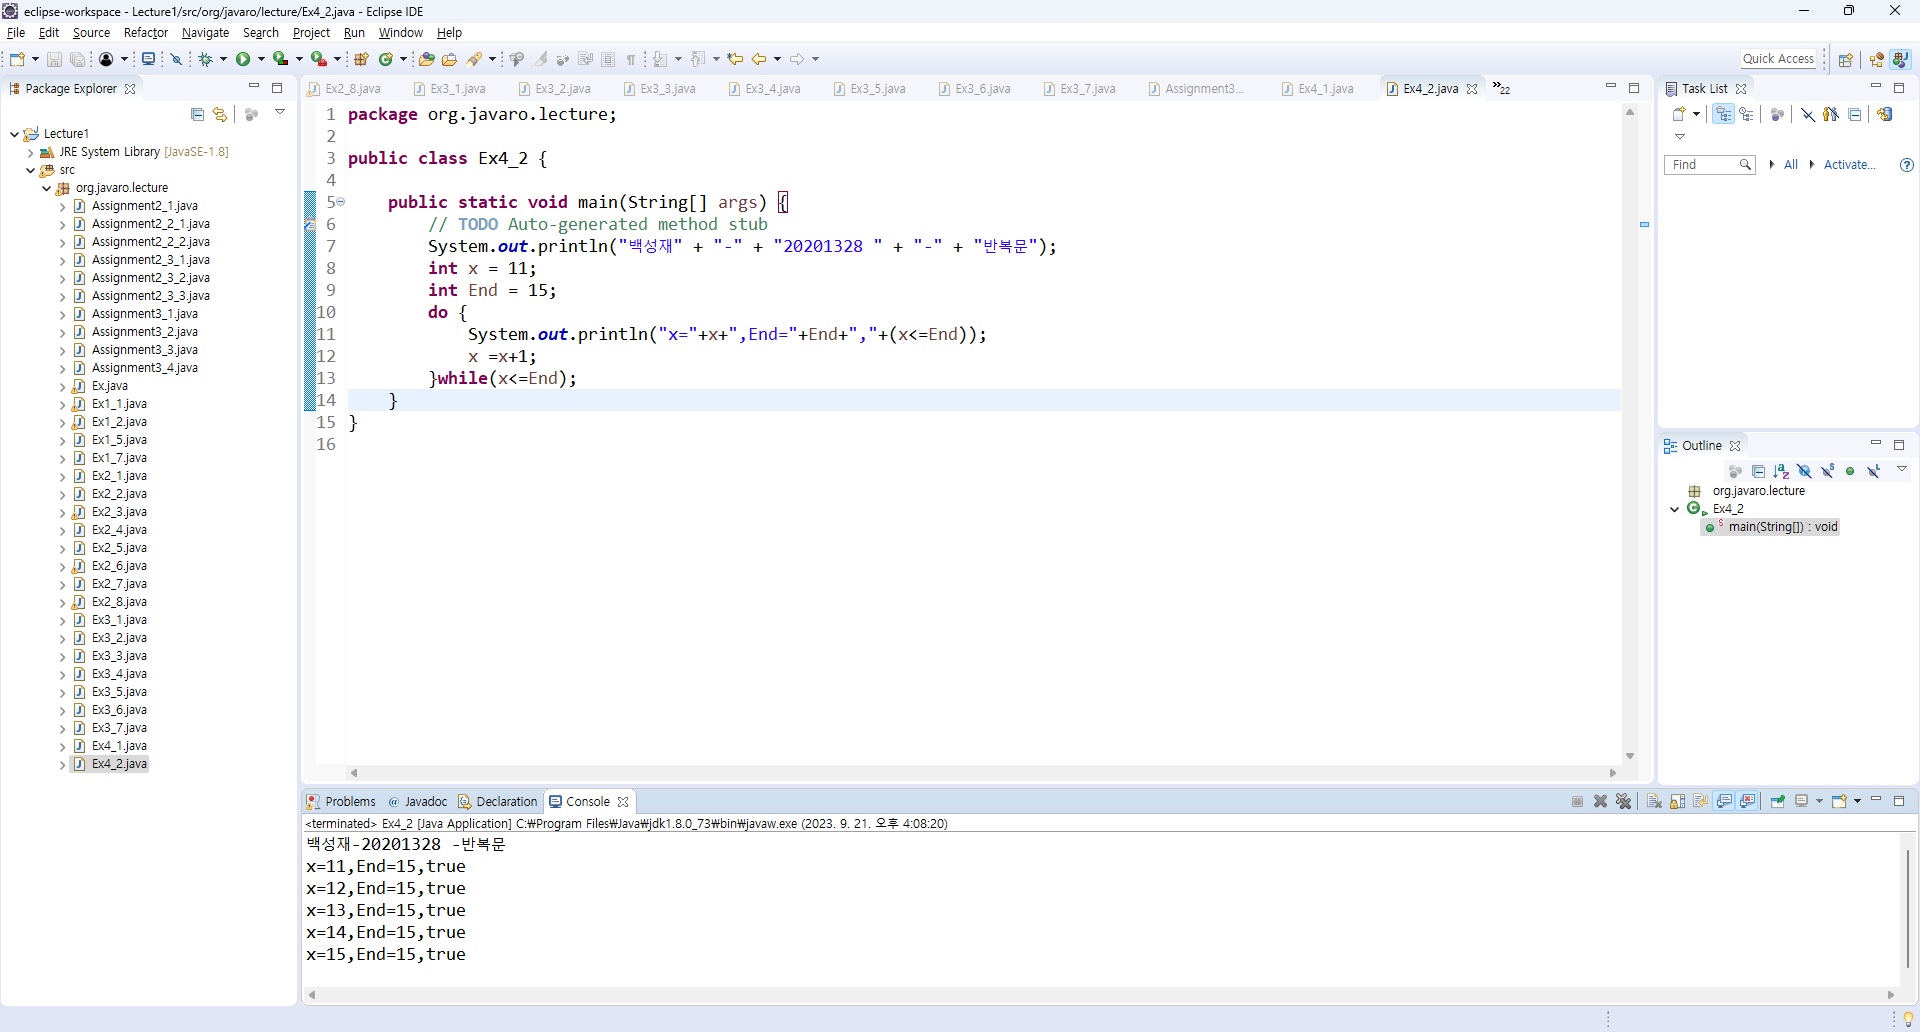 eclipse-workspace - Lecture1/src/org/javaro/lecture/Ex4_2.java - Eclipse IDE
File Edit Source Refactor Navigate Search Project Run Window Help
Quick Access
Package Explorer
Lecture1
JRE System Library [JavaSE-1.8]
src
org.javaro.lecture
Assignment2_1.java
Assignment2_2_1.java
Assignment2_2_2.java
Assignment2_3_1.java
Assignment2_3_2.java
Assignment2_3_3.java
Assignment3_1.java
Assignment3_2.java
Assignment3_3.java
Assignment3_4.java
Ex.java
Ex1_1.java
Ex1_2.java
Ex1_5.java
Ex1_7.java
Ex2_1.java
Ex2_2.java
Ex2_3.java
Ex2_4.java
Ex2_5.java
Ex2_6.java
Ex2_7.java
Ex2_8.java
Ex3_1.java
Ex3_2.java
Ex3_3.java
Ex3_4.java
Ex3_5.java
Ex3_6.java
Ex3_7.java
Ex4_1.java
Ex4_2.java
Ex2_8.java Ex3_1.java Ex3_2.java Ex3_3.java Ex3_4.java Ex3_5.java Ex3_6.java Ex3_7.java Assignment3... Ex4_1.java Ex4_2.java »22
1 package org.javaro.lecture;
2
3 public class Ex4_2 {
4
5 public static void main(String[] args) {
6 // TODO Auto-generated method stub
7 System.out.println("백성재" + "-" + "20201328 " + "-" + "반복문");
8 int x = 11;
9 int End = 15;
10 do {
11 System.out.println("x="+x+",End="+End+","+(x<=End));
12 x =x+1;
13 }while(x<=End);
14 }
15 }
16
Task List
Find All Activate...
Outline
org.javaro.lecture
Ex4_2
main(String[]) : void
Problems @ Javadoc Declaration Console
<terminated> Ex4_2 [Java Application] C:₩Program Files₩Java₩jdk1.8.0_73₩bin₩javaw.exe (2023. 9. 21. 오후 4:08:20)
백성재-20201328 -반복문
x=11,End=15,true
x=12,End=15,true
x=13,End=15,true
x=14,End=15,true
x=15,End=15,true